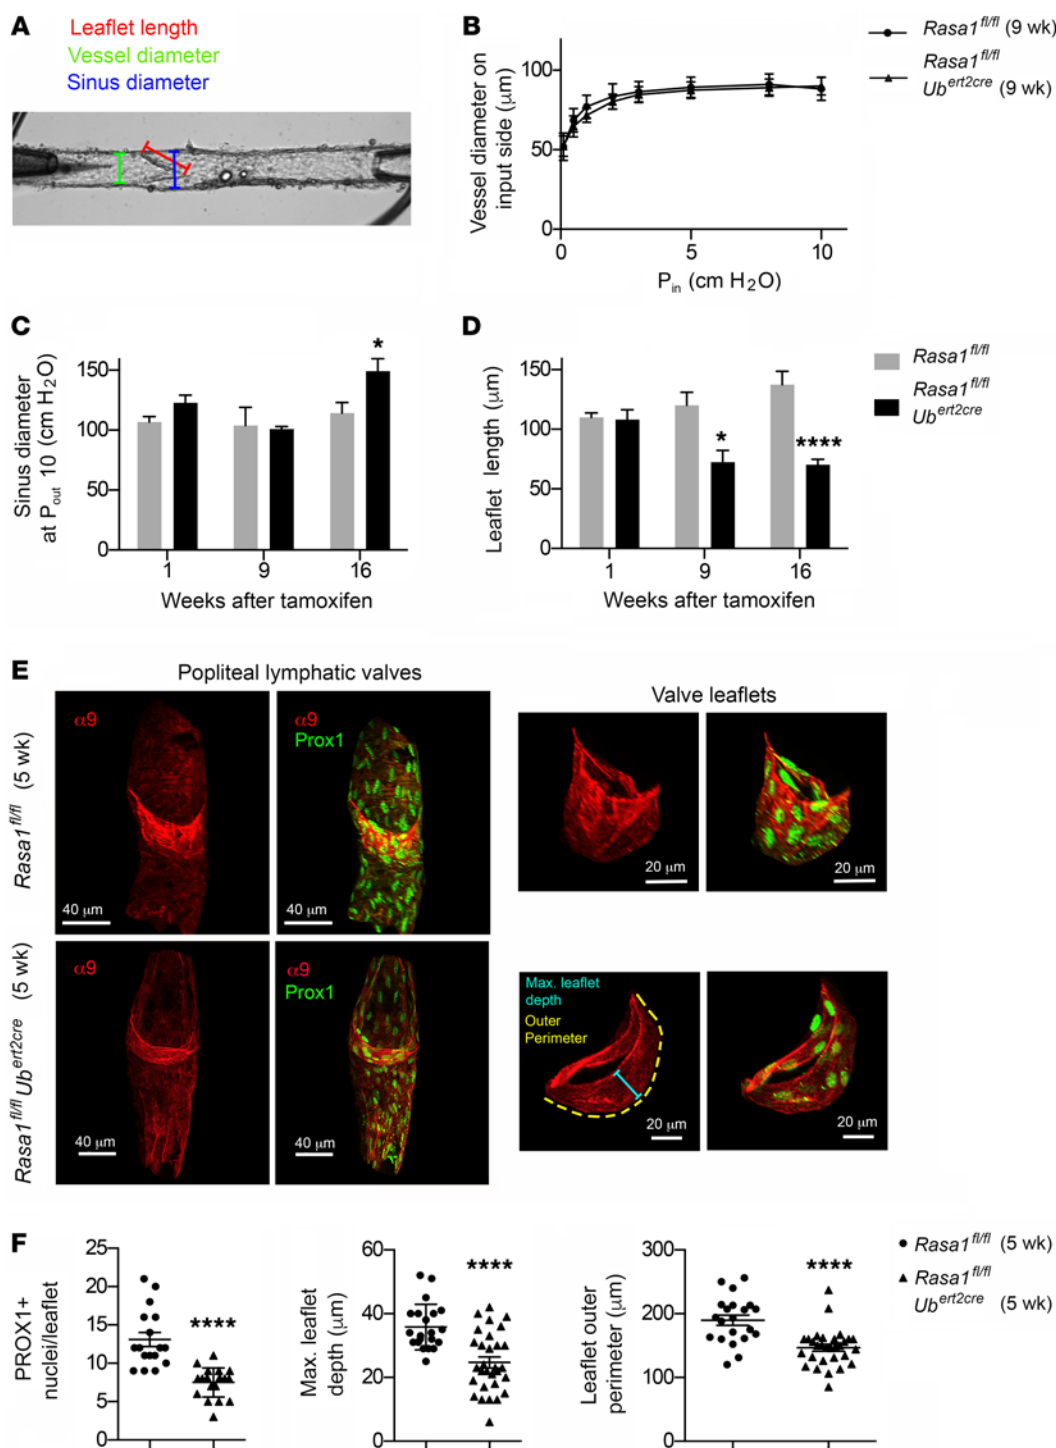 A
Leaflet length
Vessel diameter
Sinus diameter
B
Vessel diameter on
input side (μm)
100
50
0
0
5
10
P_in (cm H2O)
Rasa1^fl/fl (9 wk)
Rasa1^fl/fl
Ub^ert2cre (9 wk)
C
Sinus diameter
at P_out 10 (cm H2O)
150
100
50
0
*
1
9
16
Weeks after tamoxifen
D
Leaflet length (μm)
150
100
50
0
*
****
1
9
16
Weeks after tamoxifen
Rasa1^fl/fl
Rasa1^fl/fl
Ub^ert2cre
E
Popliteal lymphatic valves
Valve leaflets
Rasa1^fl/fl (5 wk)
α9
40 μm
α9
Prox1
40 μm
20 μm
20 μm
Rasa1^fl/fl Ub^ert2cre (5 wk)
α9
40 μm
α9
Prox1
40 μm
Max. leaflet
depth
Outer
Perimeter
20 μm
20 μm
F
PROX1+
nuclei/leaflet
25
20
15
10
5
0
****
Max. leaflet
depth (μm)
60
40
20
0
****
Leaflet outer
perimeter (μm)
300
200
100
0
****
Rasa1^fl/fl (5 wk)
Rasa1^fl/fl
Ub^ert2cre (5 wk)